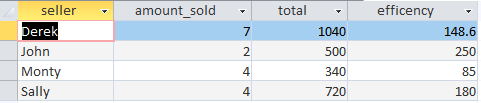 seller amount_sold total efficency
Derek 7 1040 148.6
John 2 500 250
Monty 4 340 85
Sally 4 720 180